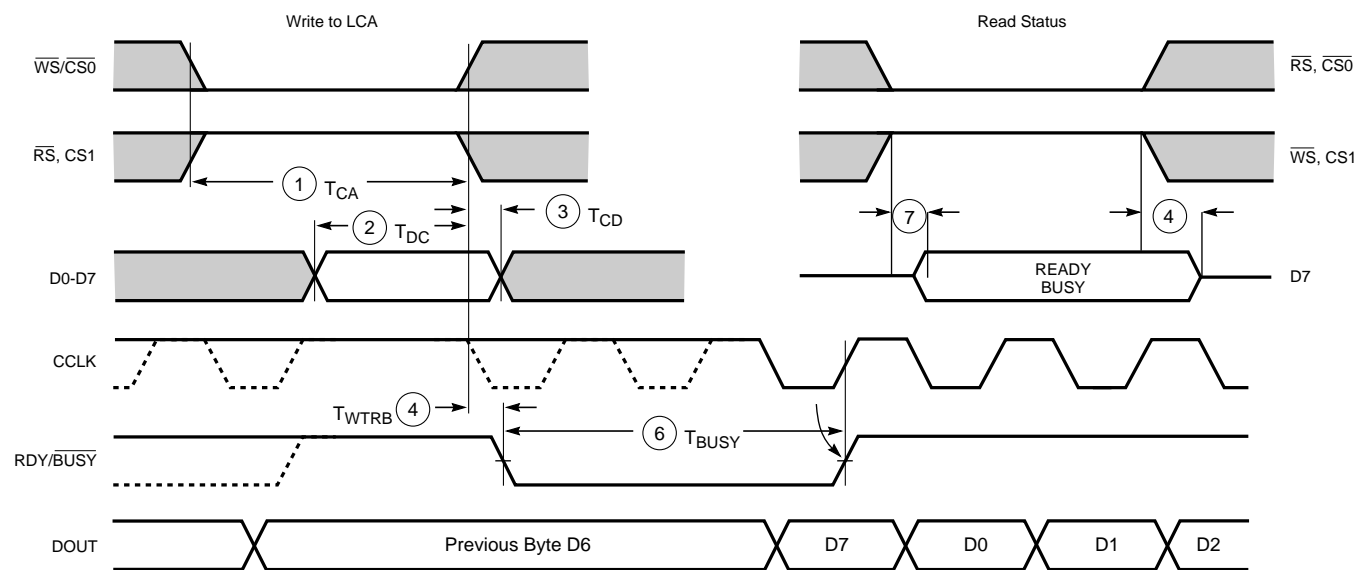 Write to LCA
Read Status
WS/CS0
RS, CS0
RS, CS1
WS, CS1
1 TCA
2 TDC
3 TCD
7
4
D0-D7
READY
BUSY
D7
CCLK
TWTRB 4
6 TBUSY
RDY/BUSY
DOUT
Previous Byte D6
D7
D0
D1
D2